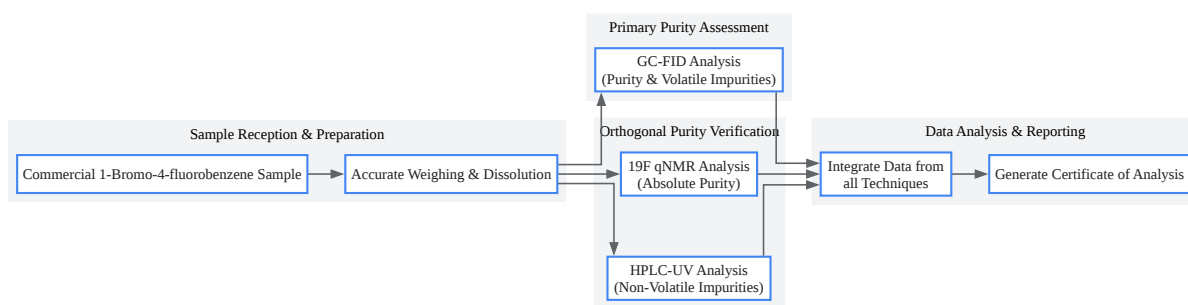 Primary Purity Assessment
GC-FID Analysis
(Purity & Volatile Impurities)
Sample Reception & Preparation
Commercial 1-Bromo-4-fluorobenzene Sample
Accurate Weighing & Dissolution
Orthogonal Purity Verification
19F qNMR Analysis
(Absolute Purity)
HPLC-UV Analysis
(Non-Volatile Impurities)
Data Analysis & Reporting
Integrate Data from
all Techniques
Generate Certificate of Analysis